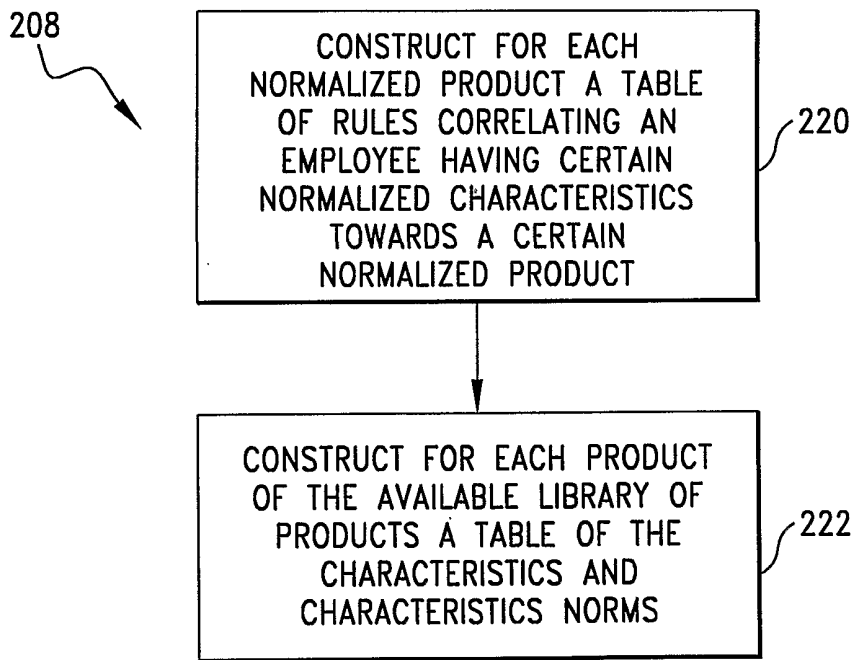 208
CONSTRUCT FOR EACH
NORMALIZED PRODUCT A TABLE
OF RULES CORRELATING AN
EMPLOYEE HAVING CERTAIN
NORMALIZED CHARACTERISTICS
TOWARDS A CERTAIN
NORMALIZED PRODUCT
220
CONSTRUCT FOR EACH PRODUCT
OF THE AVAILABLE LIBRARY OF
PRODUCTS A TABLE OF THE
CHARACTERISTICS AND
CHARACTERISTICS NORMS
222